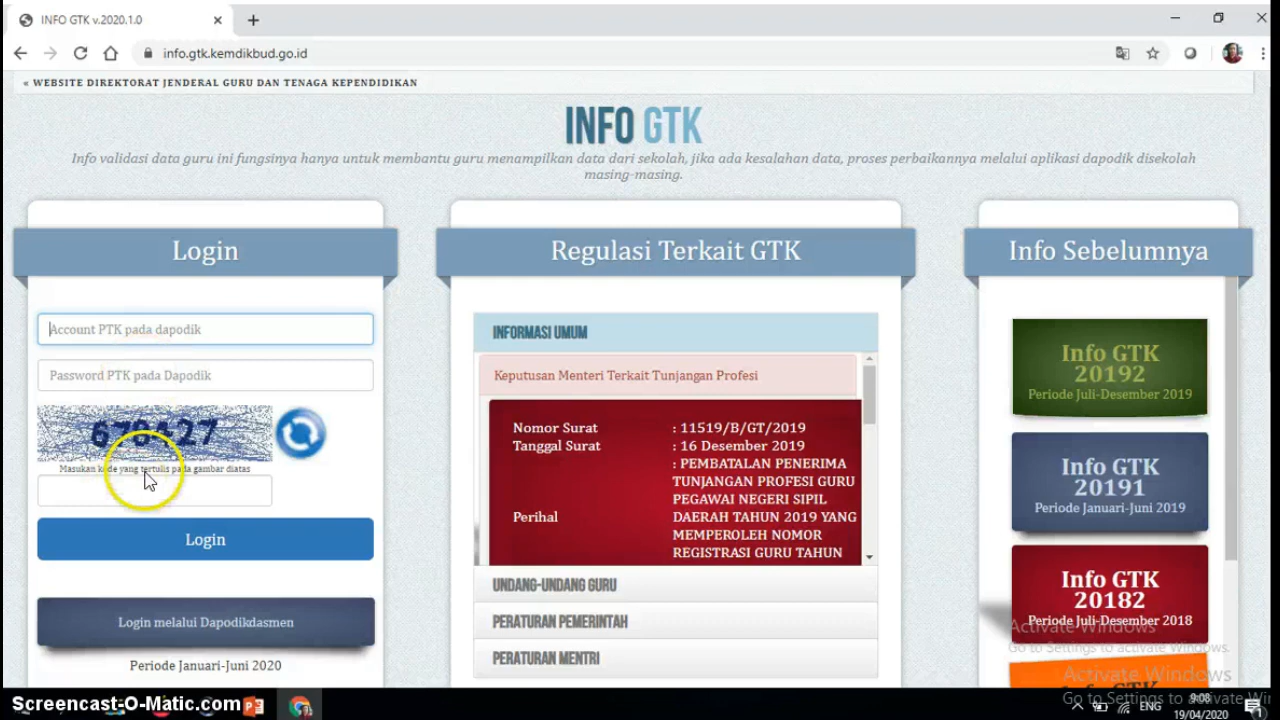 INFO GTK v.2020.1.0
info.gtk.kemdikbud.go.id
« WEBSITE DIREKTORAT JENDERAL GURU DAN TENAGA KEPENDIDIKAN
INFO GTK
Info validasi data guru ini fungsinya hanya untuk membantu guru menampilkan data dari sekolah, jika ada kesalahan data, proses perbaikannya melalui aplikasi dapodik disekolah
masing-masing.
Login
Account PTK pada dapodik
Password PTK pada Dapodik
678427
Masukan kode yang tertulis pada gambar diatas
Login
Login melalui Dapodikdasmen
Periode Januari-Juni 2020
Regulasi Terkait GTK
INFORMASI UMUM
Keputusan Menteri Terkait Tunjangan Profesi
Nomor Surat : 11519/B/GT/2019
Tanggal Surat : 16 Desember 2019
: PEMBATALAN PENERIMA
TUNJANGAN PROFESI GURU
PEGAWAI NEGERI SIPIL
Perihal DAERAH TAHUN 2019 YANG
MEMPEROLEH NOMOR
REGISTRASI GURU TAHUN
UNDANG-UNDANG GURU
PERATURAN PEMERINTAH
PERATURAN MENTRI
Info Sebelumnya
Info GTK
20192
Periode Juli-Desember 2019
Info GTK
20191
Periode Januari-Juni 2019
Info GTK
20182
Periode Juli-Desember 2018
Activate Windows
Go to Settings to activate Windows.
Info GTK
Activate Windows
Go to Settings to activate Windows.
Screencast-O-Matic.com
ENG
9:08
19/04/2020